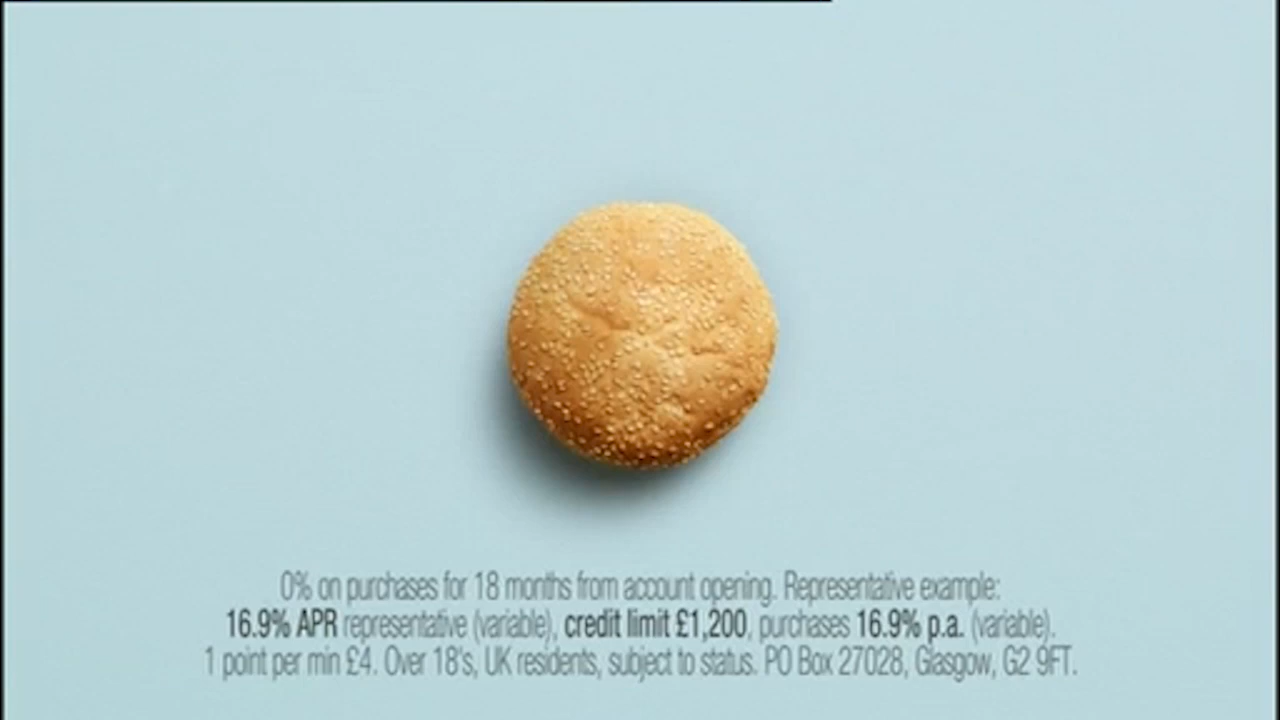 0% on purchases for 18 months from account opening. Representative example:
16.9% APR representative (variable), credit limit £1,200, purchases 16.9% p.a. (variable).
1 point per min £4. Over 18's, UK residents, subject to status. PO Box 27028, Glasgow, G2 9FT.